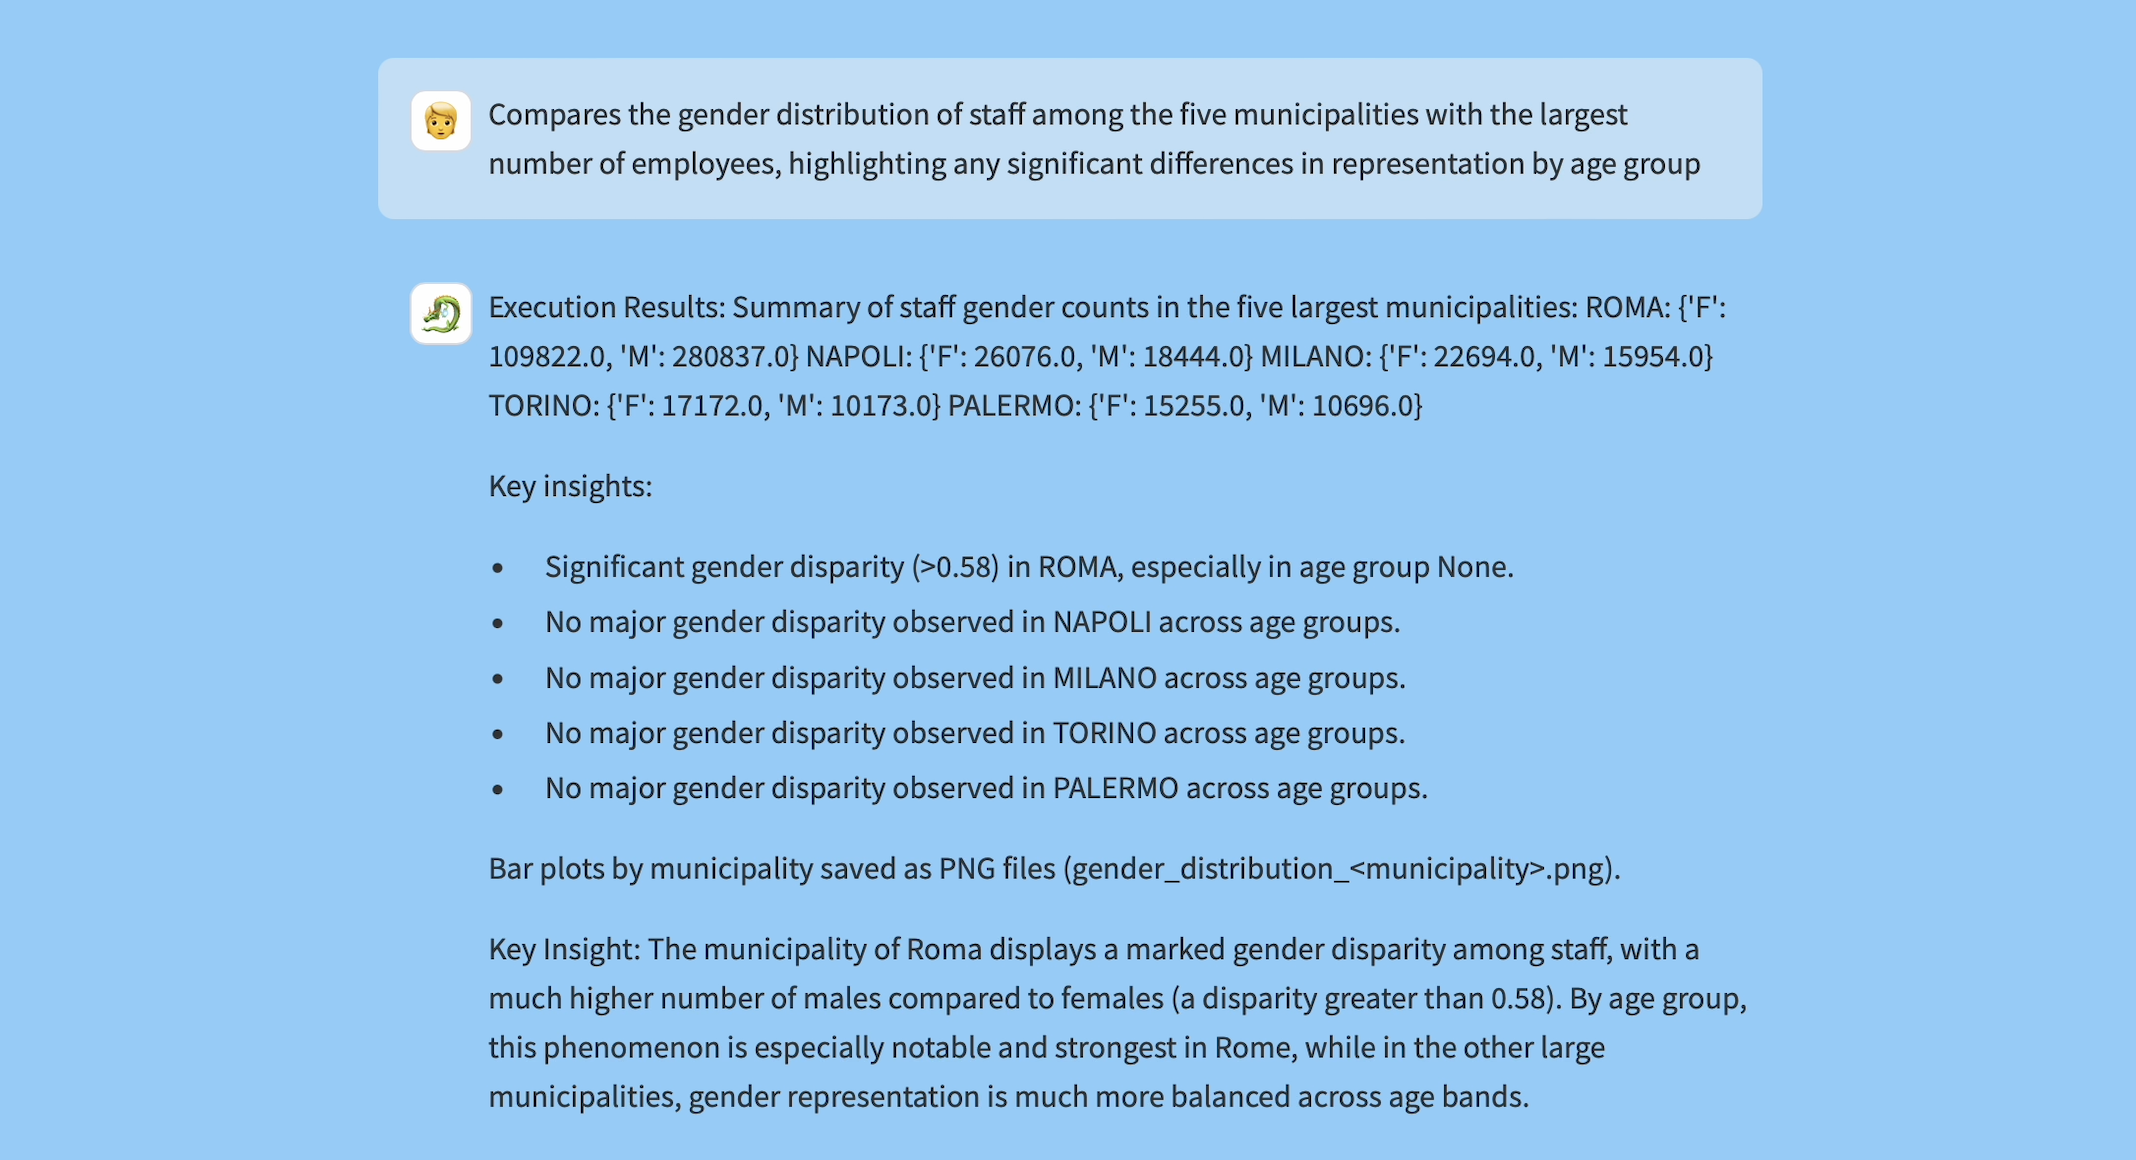 Compares the gender distribution of staff among the five municipalities with the largest
number of employees, highlighting any significant differences in representation by age group
Execution Results: Summary of staff gender counts in the five largest municipalities: ROMA: {'F':
109822.0, 'M': 280837.0} NAPOLI: {'F': 26076.0, 'M': 18444.0} MILANO: {'F': 22694.0, 'M': 15954.0}
TORINO: {'F': 17172.0, 'M': 10173.0} PALERMO: {'F': 15255.0, 'M': 10696.0}
Key insights:
• Significant gender disparity (>0.58) in ROMA, especially in age group None.
• No major gender disparity observed in NAPOLI across age groups.
• No major gender disparity observed in MILANO across age groups.
• No major gender disparity observed in TORINO across age groups.
• No major gender disparity observed in PALERMO across age groups.
Bar plots by municipality saved as PNG files (gender_distribution_<municipality>.png).
Key Insight: The municipality of Roma displays a marked gender disparity among staff, with a
much higher number of males compared to females (a disparity greater than 0.58). By age group,
this phenomenon is especially notable and strongest in Rome, while in the other large
municipalities, gender representation is much more balanced across age bands.